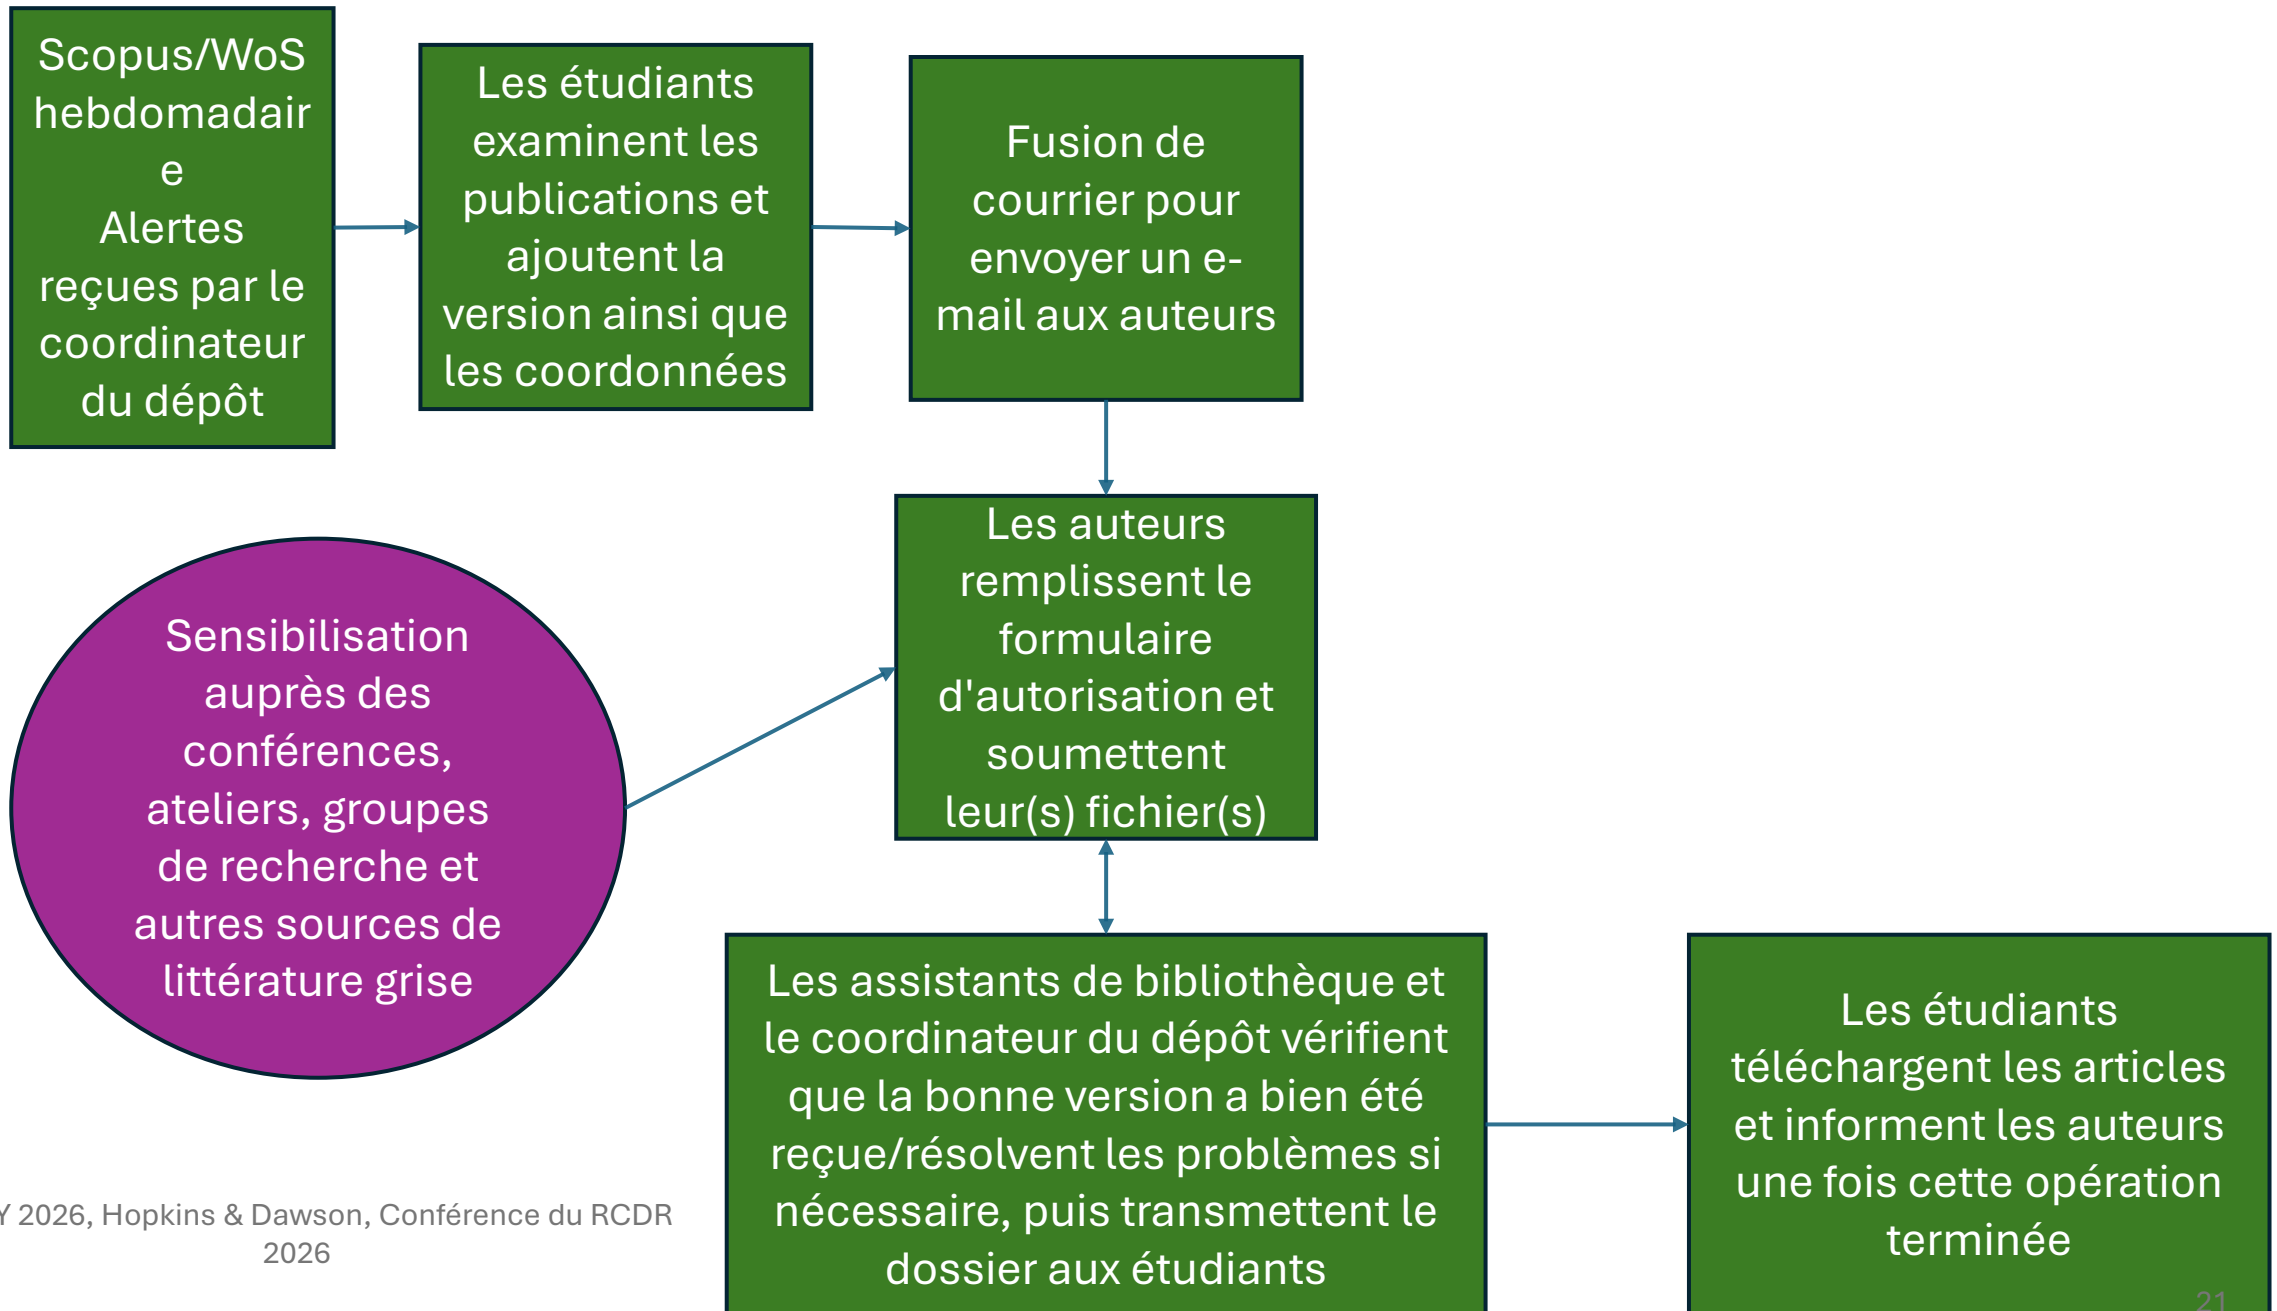 Scopus/WoS
hebdomadair
e
Alertes
reçues par le
coordinateur
du dépôt
Les étudiants
examinent les
publications et
ajoutent la
version ainsi que
les coordonnées
Fusion de
courrier pour
envoyer un e-
mail aux auteurs
Les auteurs
remplissent le
formulaire
d'autorisation et
soumettent
leur(s) fichier(s)
Sensibilisation
auprès des
conférences,
ateliers, groupes
de recherche et
autres sources de
littérature grise
Les assistants de bibliothèque et
le coordinateur du dépôt vérifient
que la bonne version a bien été
reçue/résolvent les problèmes si
nécessaire, puis transmettent le
dossier aux étudiants
Les étudiants
téléchargent les articles
et informent les auteurs
une fois cette opération
terminée
Y 2026, Hopkins & Dawson, Conférence du RCDR
2026
21